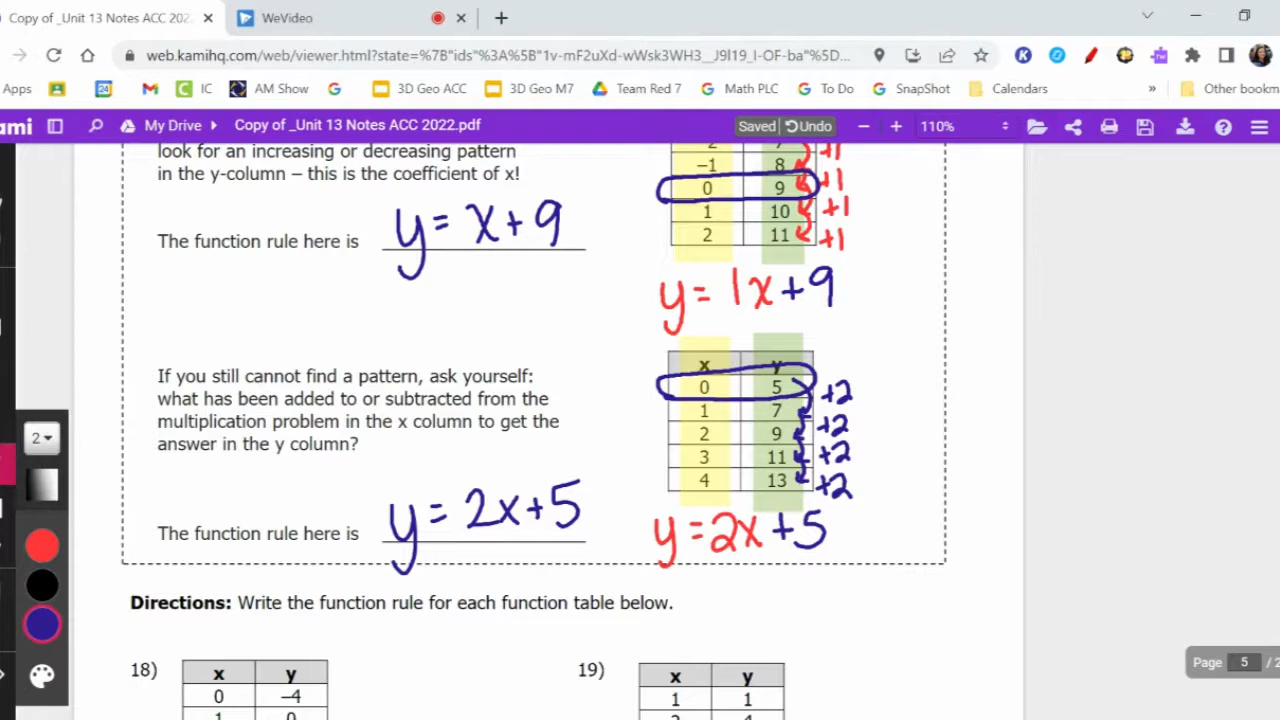 Copy of _Unit 13 Notes ACC 202
WeVideo
web.kamihq.com/web/viewer.html?state=%7B"ids"%3A%5B"1v-mF2uXd-wWsk3WH3__J9l19_I-OF-ba"%5D...
Apps
IC
AM Show
3D Geo ACC
3D Geo M7
Team Red 7
Math PLC
To Do
SnapShot
Calendars
»
Other bookm
ami
My Drive
Copy of _Unit 13 Notes ACC 2022.pdf
Saved
Undo
110%
look for an increasing or decreasing pattern
in the y-column – this is the coefficient of x!
The function rule here is y = x + 9
–2 7 +1
–1 8 +1
0 9
1 10 +1
2 11 +1
y = 1x + 9
If you still cannot find a pattern, ask yourself:
what has been added to or subtracted from the
multiplication problem in the x column to get the
answer in the y column?
The function rule here is y = 2x + 5
x y
0 5 +2
1 7 +2
2 9 +2
3 11 +2
4 13
y = 2x + 5
2
Directions: Write the function rule for each function table below.
18)
x y
0 –4
1 0
19)
x y
1 1
Page 5 / 2